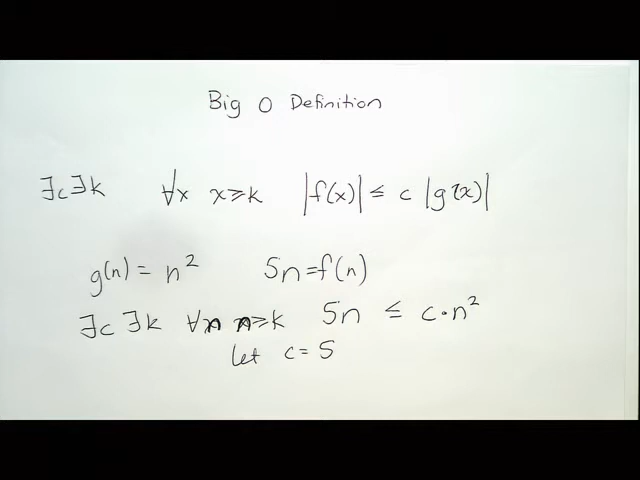 Big O Definition
∃c ∃k ∀x x≥k |f(x)| ≤ c |g(x)|
g(n) = n² 5n=f(n)
∃c ∃k ∀n n≥k 5n ≤ c·n²
let c = 5